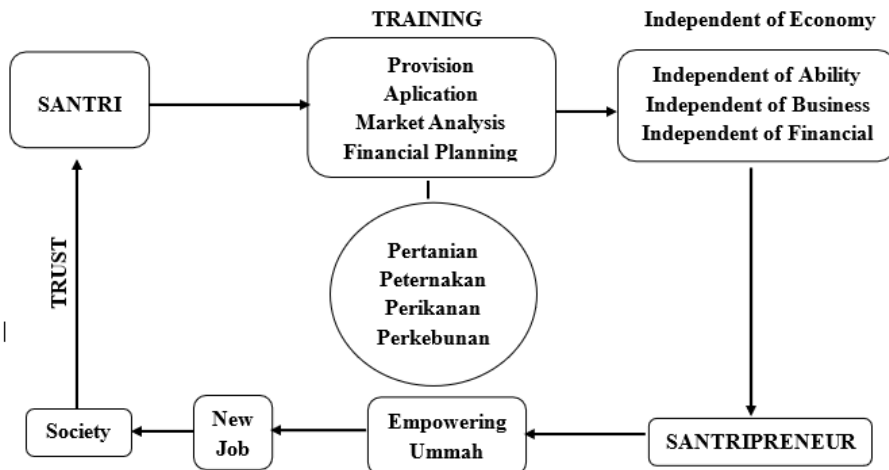 TRAINING
Independent of Economy
SANTRI
Provision
Aplication
Market Analysis
Financial Planning
Independent of Ability
Independent of Business
Independent of Financial
Pertanian
Peternakan
Perikanan
Perkebunan
TRUST
Society
New
Job
Empowering
Ummah
SANTRIPRENEUR